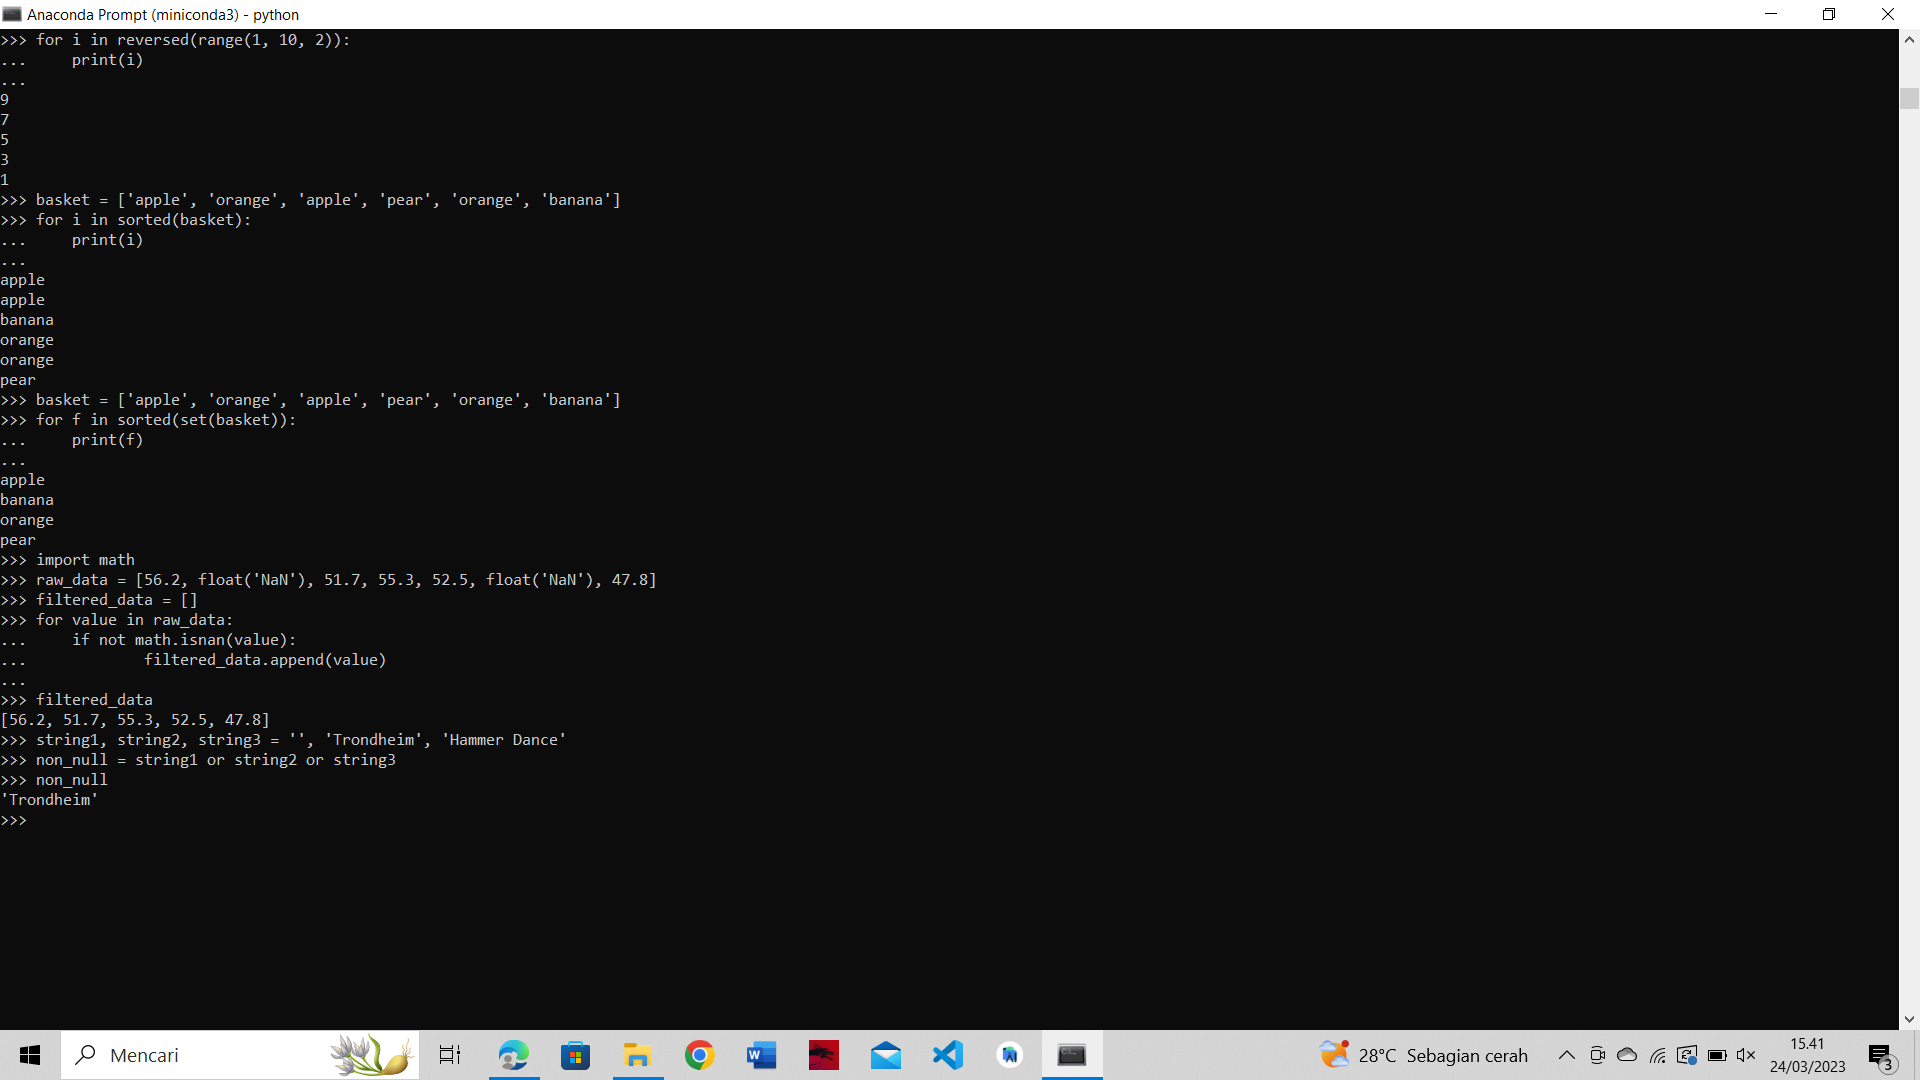 Anaconda Prompt (miniconda3) - python
>>> for i in reversed(range(1, 10, 2)):
...     print(i)
...
9
7
5
3
1
>>> basket = ['apple', 'orange', 'apple', 'pear', 'orange', 'banana']
>>> for i in sorted(basket):
...     print(i)
...
apple
apple
banana
orange
orange
pear
>>> basket = ['apple', 'orange', 'apple', 'pear', 'orange', 'banana']
>>> for f in sorted(set(basket)):
...     print(f)
...
apple
banana
orange
pear
>>> import math
>>> raw_data = [56.2, float('NaN'), 51.7, 55.3, 52.5, float('NaN'), 47.8]
>>> filtered_data = []
>>> for value in raw_data:
...     if not math.isnan(value):
...             filtered_data.append(value)
...
>>> filtered_data
[56.2, 51.7, 55.3, 52.5, 47.8]
>>> string1, string2, string3 = '', 'Trondheim', 'Hammer Dance'
>>> non_null = string1 or string2 or string3
>>> non_null
'Trondheim'
>>>
Mencari
28°C Sebagian cerah
15.41
24/03/2023
3